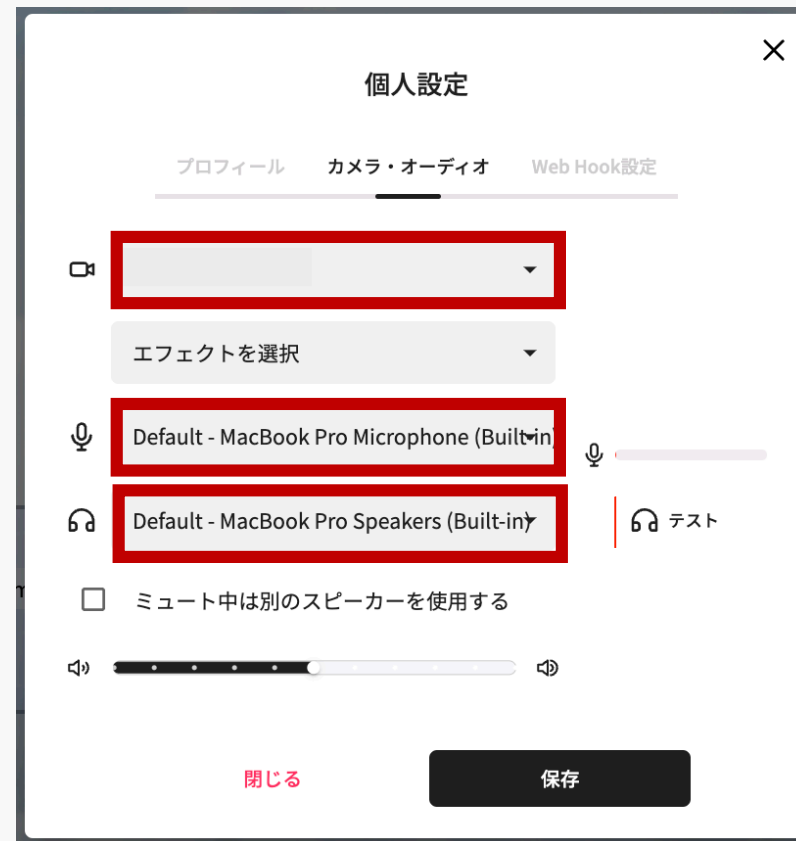 個人設定
プロフィール カメラ・オーディオ Web Hook設定
エフェクトを選択
Default - MacBook Pro Microphone (Built-in)
Default - MacBook Pro Speakers (Built-in)
テスト
ミュート中は別のスピーカーを使用する
閉じる 保存